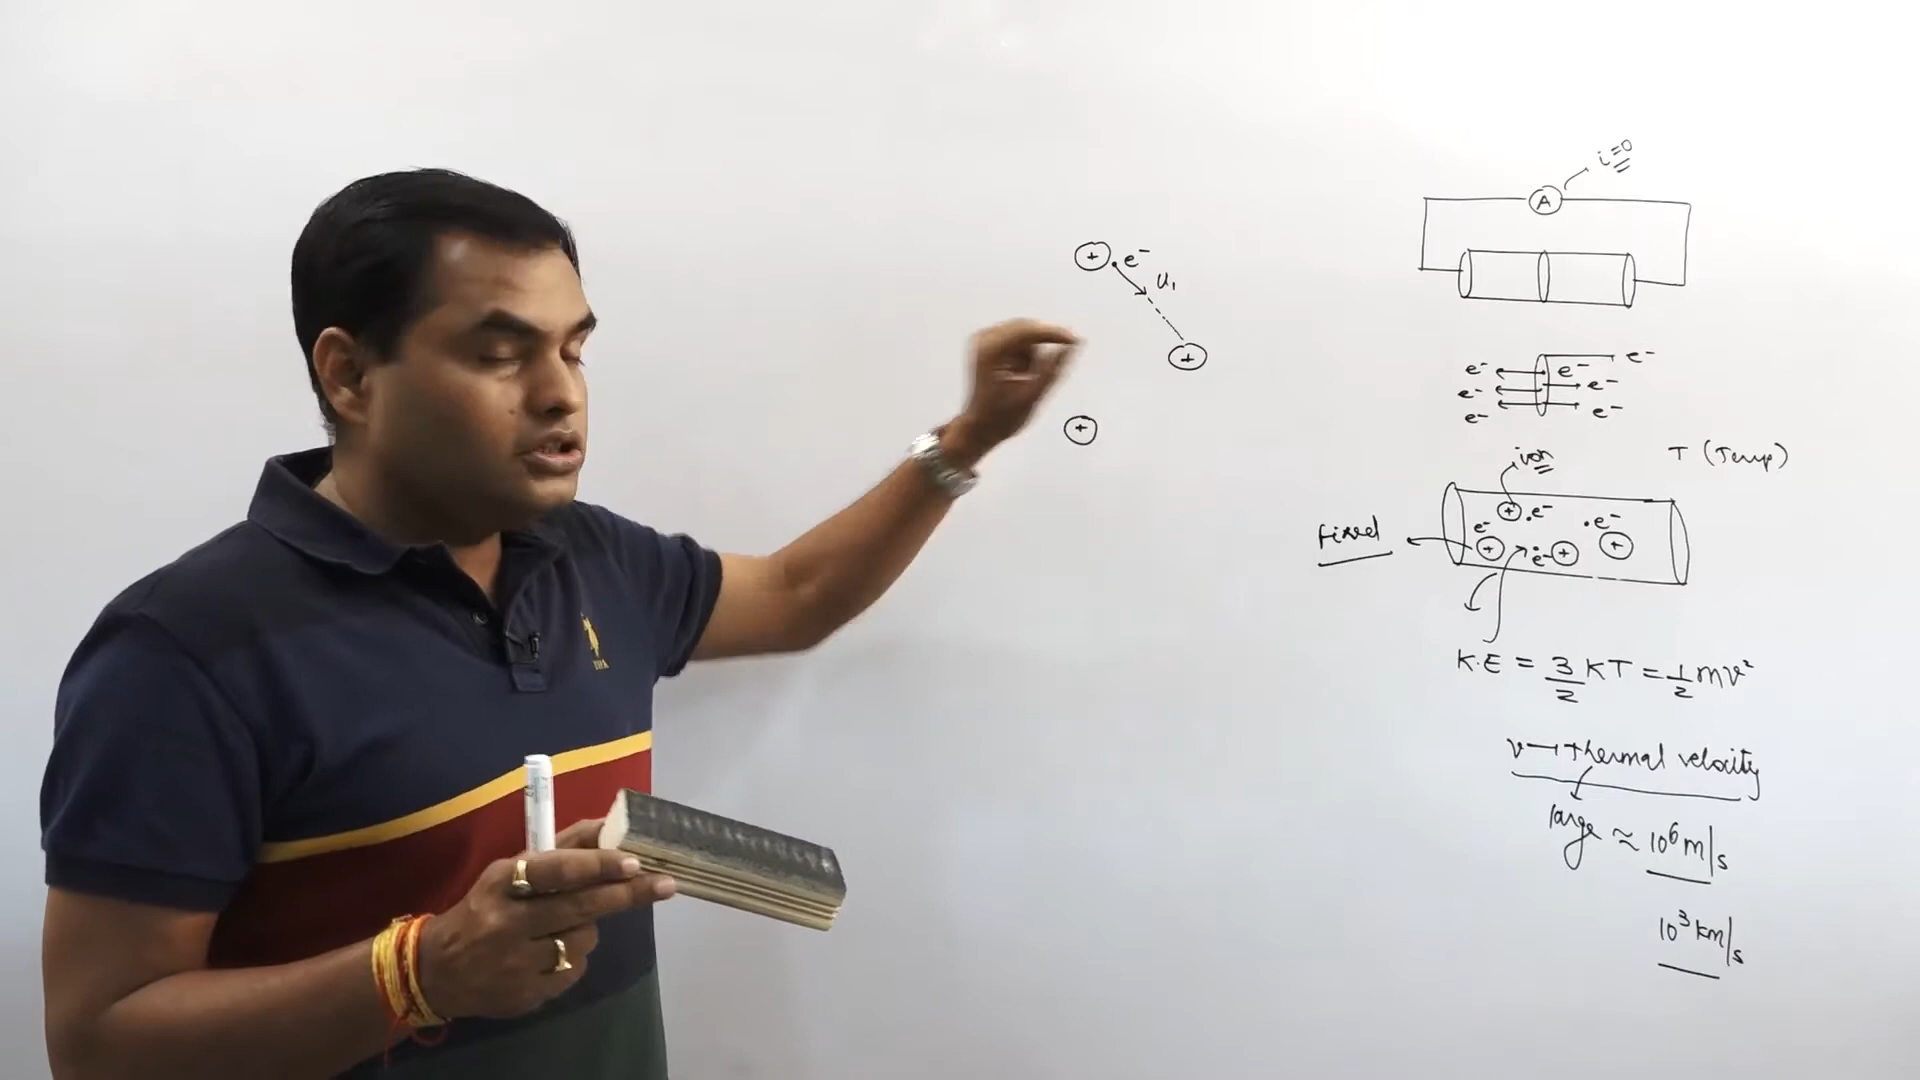 i=0
A
+ e⁻
u₁
+
+
e⁻
e⁻ e⁻
e⁻ e⁻
e⁻ e⁻
ion
T (Temp)
+ e⁻ e⁻
e⁻
fixed
+ e⁻ + +
K.E = 3/2 KT = 1/2 mv²
v → Thermal velocity
large ≈ 10⁶ m/s
10³ km/s